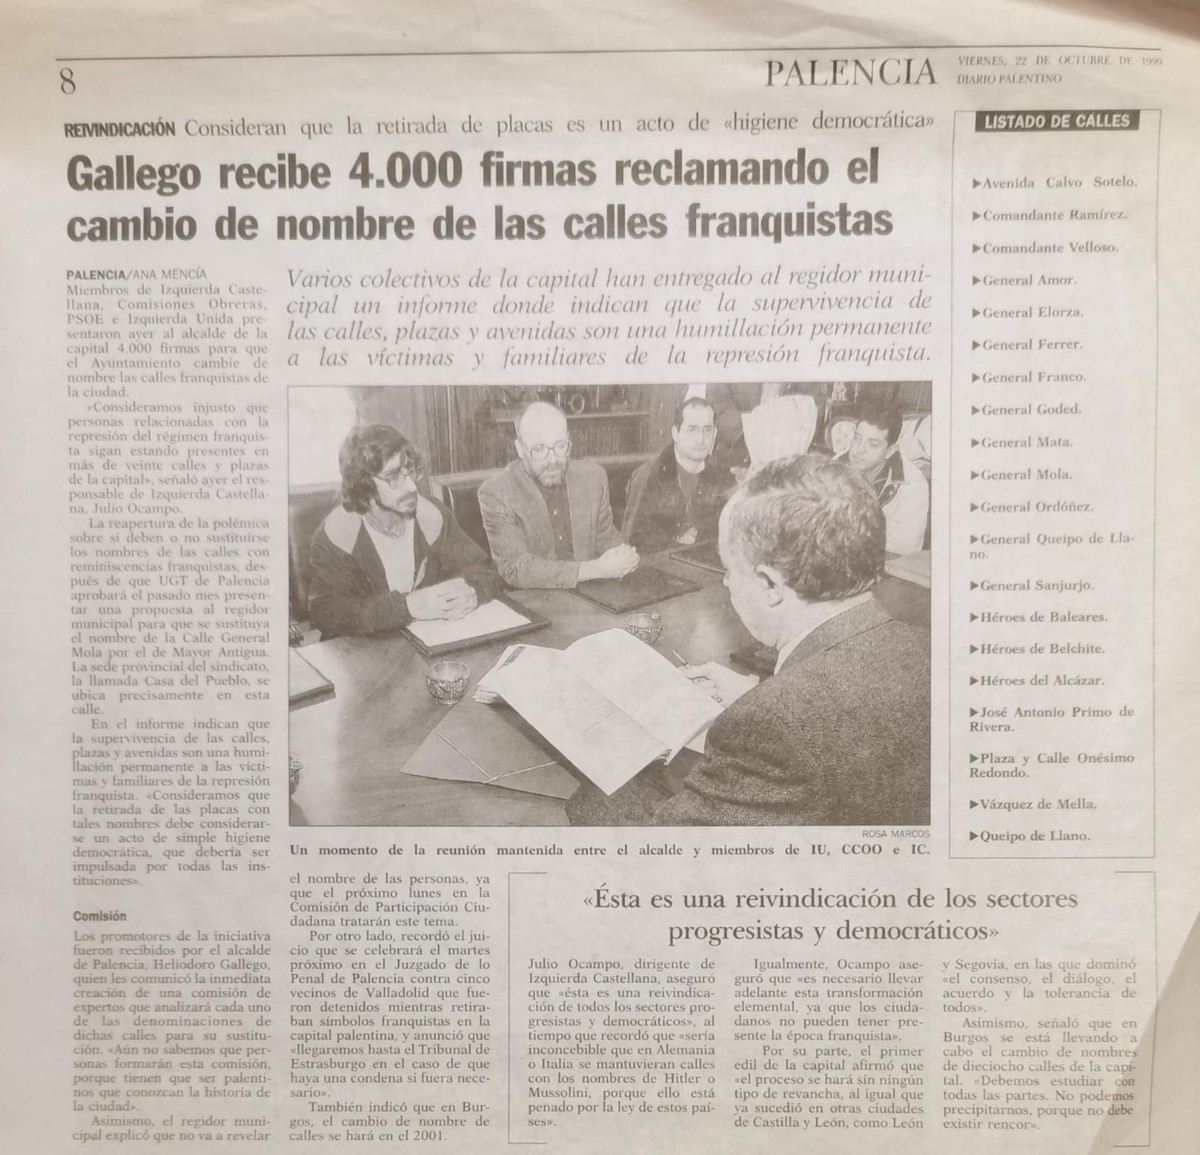 8
PALENCIA
VIERNES, 22 DE OCTUBRE DE 1999
DIARIO PALENTINO
REIVINDICACIÓN Consideran que la retirada de placas es un acto de «higiene democrática»
Gallego recibe 4.000 firmas reclamando el
cambio de nombre de las calles franquistas
PALENCIA/ANA MENCÍA
Miembros de Izquierda Caste-
llana, Comisiones Obreras,
PSOE e Izquierda Unida pre-
sentaron ayer al alcalde de la
capital 4.000 firmas para que
el Ayuntamiento cambie de
nombre las calles franquistas de
la ciudad.
«Consideramos injusto que
personas relacionadas con la
represión del régimen franquis-
ta sigan estando presentes en
más de veinte calles y plazas
de la capital», señaló ayer el res-
ponsable de Izquierda Castella-
na, Julio Ocampo.
La reapertura de la polémica
sobre si deben o no sustituirse
los nombres de las calles con
reminiscencias franquistas, des-
pués de que UGT de Palencia
aprobará el pasado mes presen-
tar una propuesta al regidor
municipal para que se sustituya
el nombre de la Calle General
Mola por el de Mayor Antigua.
La sede provincial del sindicato,
la llamada Casa del Pueblo, se
ubica precisamente en esta
calle.
En el informe indican que
la supervivencia de las calles,
plazas y avenidas son una humi-
llación permanente a las vícti-
mas y familiares de la represión
franquista. «Consideramos que
la retirada de las placas con
tales nombres debe considerar-
se un acto de simple higiene
democrática, que debería ser
impulsada por todas las ins-
tituciones».
Comisión
Los promotores de la iniciativa
fueron recibidos por el alcalde
de Palencia, Heliodoro Gallego,
quien les comunicó la inmediata
creación de una comisión de
expertos que analizará cada uno
de las denominaciones de
dichas calles para su sustitu-
ción. «Aún no sabemos que per-
sonas formarán esta comisión,
porque tienen que ser palenti-
nos que conozcan la historia de
la ciudad».
Asimismo, el regidor muni-
cipal explicó que no va a revelar
Varios colectivos de la capital han entregado al regidor muni-
cipal un informe donde indican que la supervivencia de
las calles, plazas y avenidas son una humillación permanente
a las víctimas y familiares de la represión franquista.
ROSA MARCOS
Un momento de la reunión mantenida entre el alcalde y miembros de IU, CCOO e IC.
el nombre de las personas, ya
que el próximo lunes en la
Comisión de Participación Ciu-
dadana tratarán este tema.
Por otro lado, recordó el jui-
cio que se celebrará el martes
próximo en el Juzgado de lo
Penal de Palencia contra cinco
vecinos de Valladolid que fue-
ron detenidos mientras retira-
ban símbolos franquistas en la
capital palentina, y anunció que
«llegaremos hasta el Tribunal de
Estrasburgo en el caso de que
haya una condena si fuera nece-
sario».
También indicó que en Bur-
gos, el cambio de nombre de
calles se hará en el 2001.
«Ésta es una reivindicación de los sectores
progresistas y democráticos»
Julio Ocampo, dirigente de
Izquierda Castellana, aseguró
que «ésta es una reivindica-
ción de todos los sectores pro-
gresistas y democráticos», al
tiempo que recordó que «sería
inconcebible que en Alemania
o Italia se mantuvieran calles
con los nombres de Hitler o
Mussolini, porque ello está
penado por la ley de estos paí-
ses».
Igualmente, Ocampo ase-
guró que «es necesario llevar
adelante esta transformación
elemental, ya que los ciuda-
danos no pueden tener pre-
sente la época franquista».
Por su parte, el primer
edil de la capital afirmó que
«el proceso se hará sin ningún
tipo de revancha, al igual que
ya sucedió en otras ciudades
de Castilla y León, como León
y Segovia, en las que dominó
«el consenso, el diálogo, el
acuerdo y la tolerancia de
todos».
Asimismo, señaló que en
Burgos se está llevando a
cabo el cambio de nombres
de dieciocho calles de la capi-
tal. «Debemos estudiar con
todas las partes. No podemos
precipitarnos, porque no debe
existir rencor».
LISTADO DE CALLES
▶Avenida Calvo Sotelo.
▶Comandante Ramírez.
▶Comandante Velloso.
▶General Amor.
▶General Elorza.
▶General Ferrer.
▶General Franco.
▶General Goded.
▶General Mata.
▶General Mola.
▶General Ordóñez.
▶General Queipo de Lla-
no.
▶General Sanjurjo.
▶Héroes de Baleares.
▶Héroes de Belchite.
▶Héroes del Alcázar.
▶José Antonio Primo de
Rivera.
▶Plaza y Calle Onésimo
Redondo.
▶Vázquez de Mella.
▶Queipo de Llano.